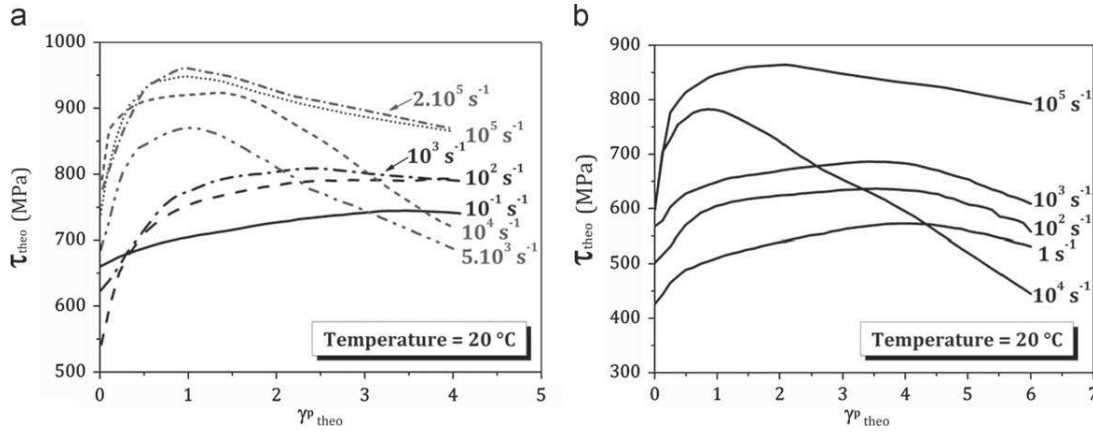 a
1000
900
800
700
600
500
τtheo (MPa)
2.10⁵ s⁻¹
10⁵ s⁻¹
10³ s⁻¹
10² s⁻¹
10⁻¹ s⁻¹
10⁴ s⁻¹
5.10³ s⁻¹
Temperature = 20 °C
0 1 2 3 4 5
γᵖtheo
b
900
800
700
600
500
400
300
τtheo (MPa)
10⁵ s⁻¹
10³ s⁻¹
10² s⁻¹
1 s⁻¹
10⁴ s⁻¹
Temperature = 20 °C
0 1 2 3 4 5 6 7
γᵖtheo